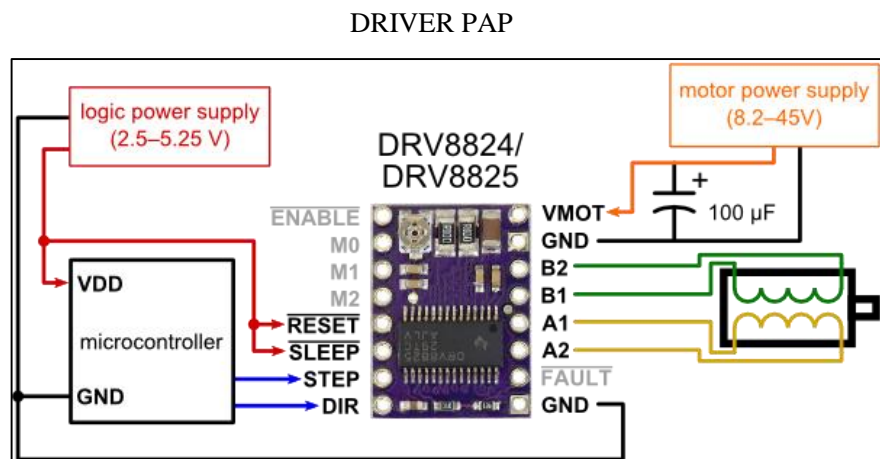 DRIVER PAP
logic power supply
(2.5–5.25 V)
motor power supply
(8.2–45V)
DRV8824/
DRV8825
100 µF
+
ENABLE
M0
M1
M2
RESET
SLEEP
STEP
DIR
VMOT
GND
B2
B1
A1
A2
FAULT
GND
VDD
microcontroller
GND